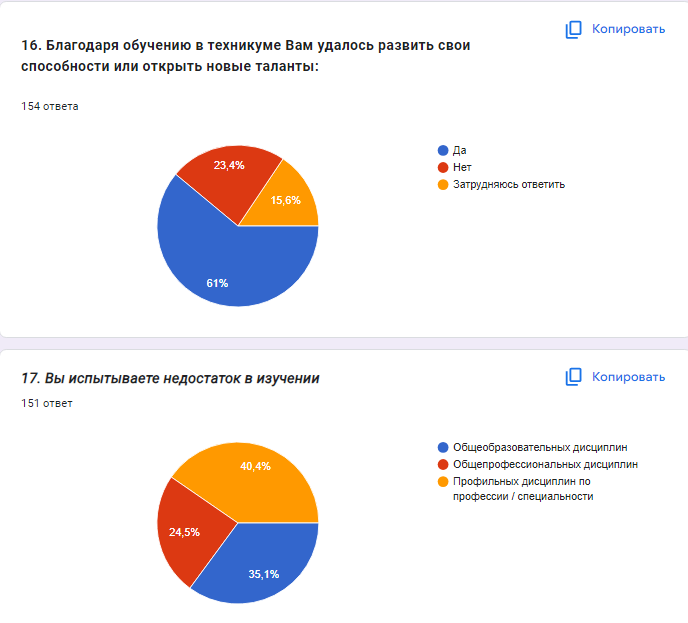 Копировать
16. Благодаря обучению в техникуме Вам удалось развить свои
способности или открыть новые таланты:
154 ответа
23,4%
15,6%
61%
Да
Нет
Затрудняюсь ответить
Копировать
17. Вы испытываете недостаток в изучении
151 ответ
40,4%
24,5%
35,1%
Общеобразовательных дисциплин
Общепрофессиональных дисциплин
Профильных дисциплин по
профессии / специальности